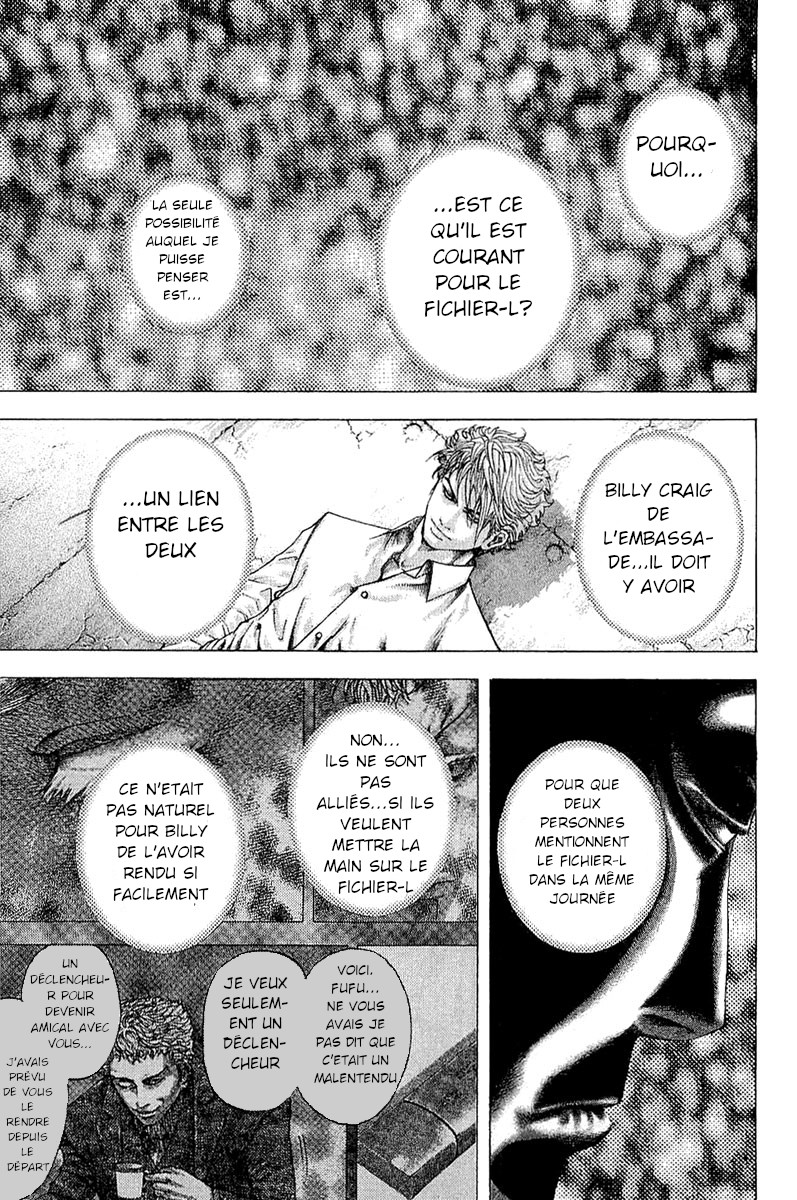 POURQ-
UOI...
...EST CE
QU'IL EST
COURANT
POUR LE
FICHIER-L?
LA SEULE
POSSIBILITÉ
AUQUEL JE
PUISSE
PENSER
EST...
BILLY CRAIG
DE
L'EMBASSA-
DE...IL DOIT
Y AVOIR
...UN LIEN
ENTRE LES
DEUX
POUR QUE
DEUX
PERSONNES
MENTIONNENT
LE FICHIER-L
DANS LA MÊME
JOURNÉE
NON...
ILS NE SONT
PAS
ALLIÉS...SI ILS
VEULENT
METTRE LA
MAIN SUR LE
FICHIER-L
CE N'ETAIT
PAS NATUREL
POUR BILLY
DE L'AVOIR
RENDU SI
FACILEMENT
VOICI.
FUFU...
NE VOUS
AVAIS JE
PAS DIT QUE
C'ETAIT UN
MALENTENDU
JE VEUX
SEULEM-
ENT UN
DÉCLEN-
CHEUR
UN
DÉCLENCHEU-
R POUR
DEVENIR
AMICAL AVEC
VOUS...
J'AVAIS
PRÉVU
DE VOUS
LE
RENDRE
DEPUIS
LE
DÉPART